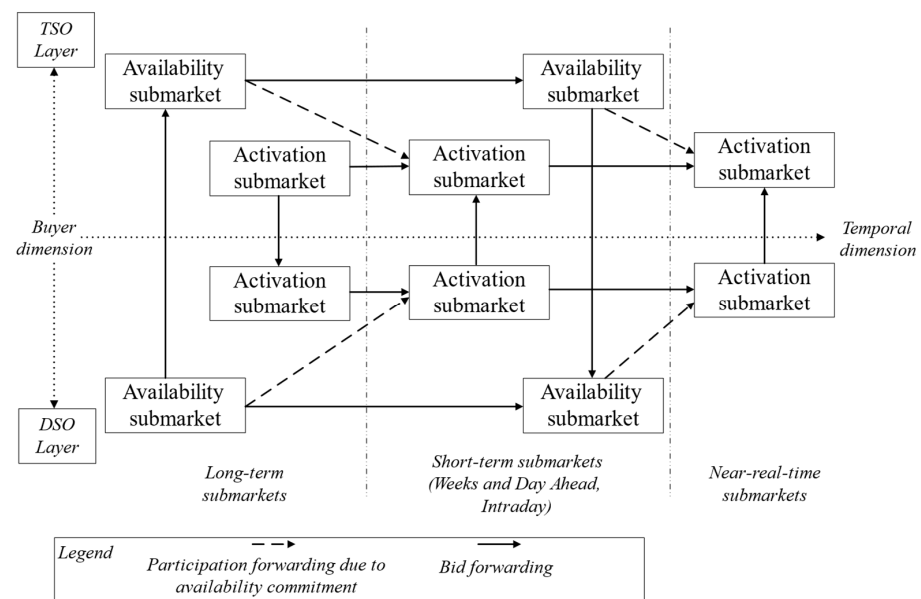 TSO
Layer
Availability
submarket
Availability
submarket
Activation
submarket
Activation
submarket
Activation
submarket
Buyer
dimension
Temporal
dimension
Activation
submarket
Activation
submarket
Activation
submarket
Availability
submarket
Availability
submarket
DSO
Layer
Long-term
submarkets
Short-term submarkets
(Weeks and Day Ahead,
Intraday)
Near-real-time
submarkets
Legend
Participation forwarding due to
availability commitment
Bid forwarding